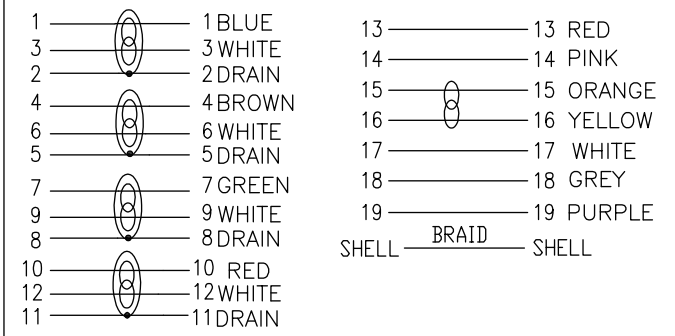 1 1 BLUE
3 3 WHITE
2 2 DRAIN
4 4 BROWN
6 6 WHITE
5 5 DRAIN
7 7 GREEN
9 9 WHITE
8 8 DRAIN
10 10 RED
12 12 WHITE
11 11 DRAIN
13 13 RED
14 14 PINK
15 15 ORANGE
16 16 YELLOW
17 17 WHITE
18 18 GREY
19 19 PURPLE
SHELL BRAID SHELL